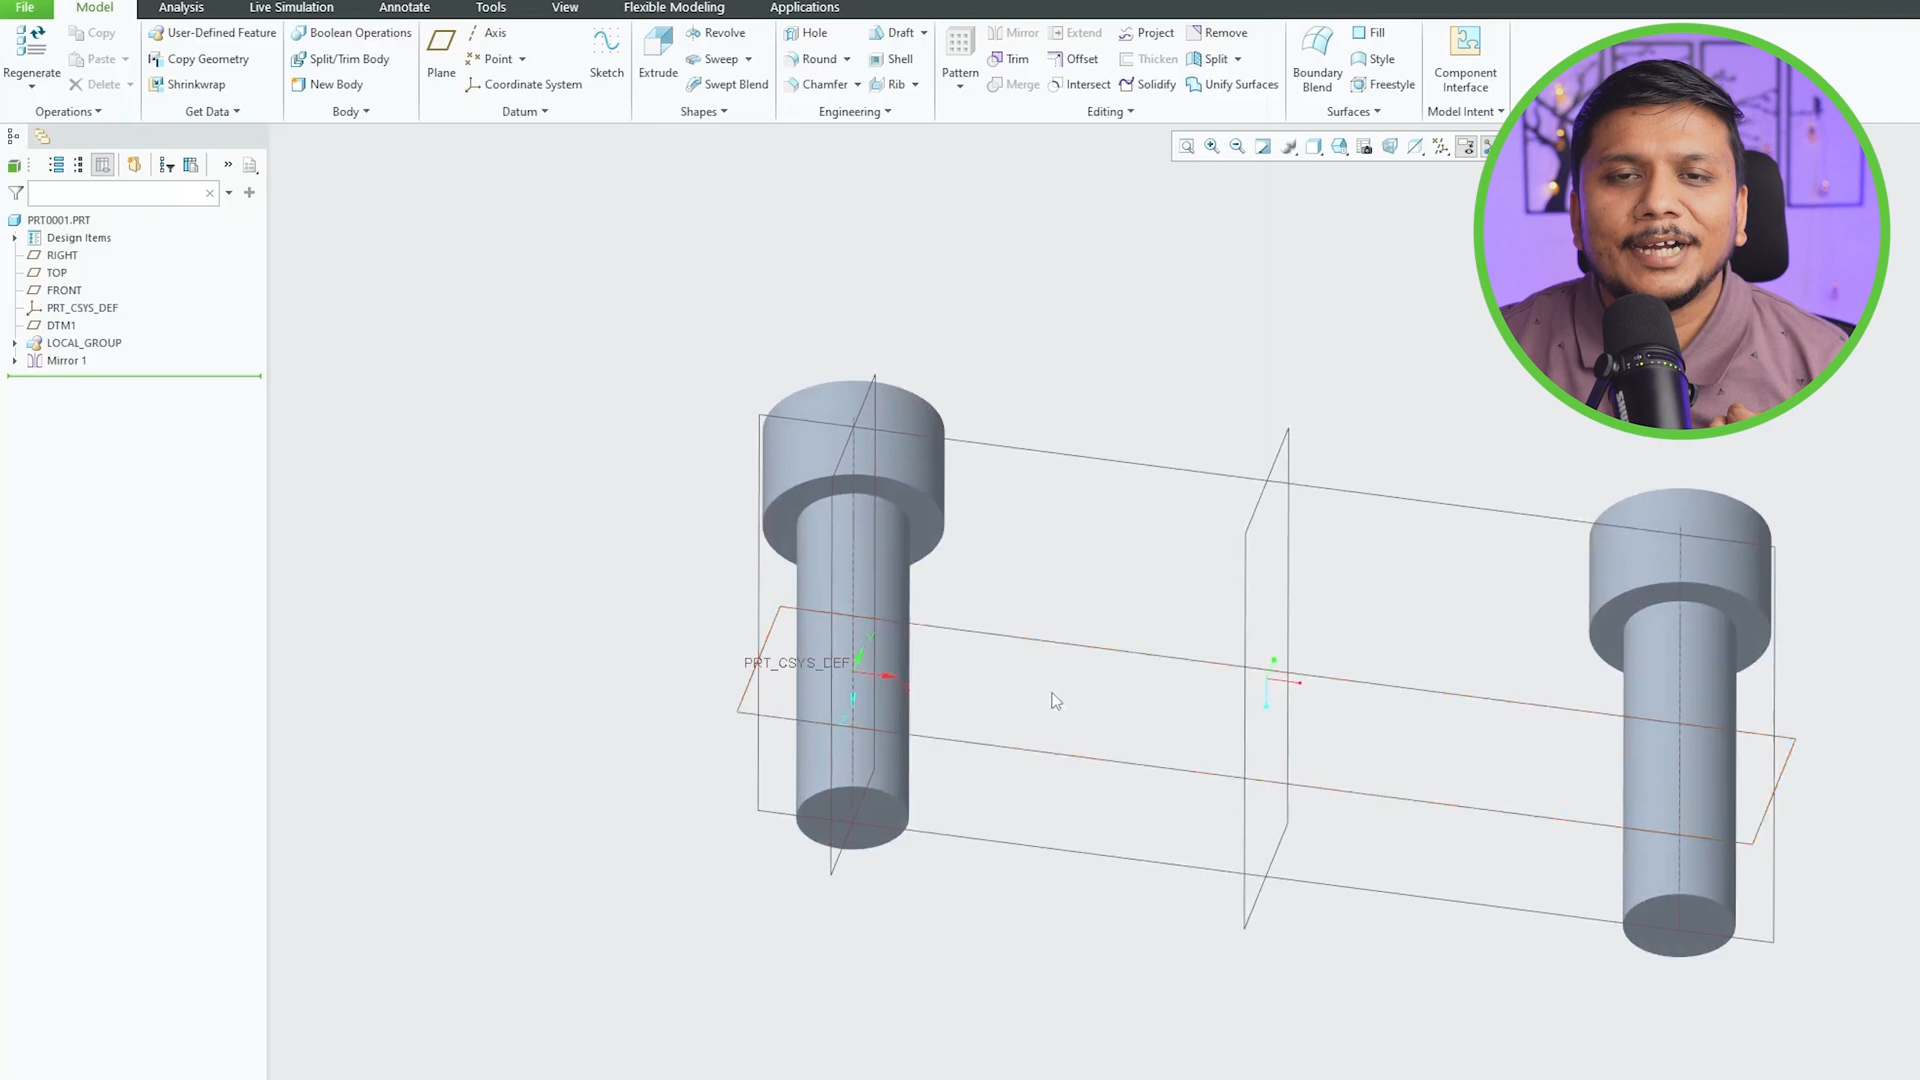 File Model Analysis Live Simulation Annotate Tools View Flexible Modeling Applications
Regenerate
Copy
Paste
Delete
Operations
User-Defined Feature
Copy Geometry
Shrinkwrap
Get Data
Boolean Operations
Split/Trim Body
New Body
Body
Plane
Axis
Point
Coordinate System
Sketch
Datum
Extrude
Revolve
Sweep
Swept Blend
Shapes
Hole
Round
Chamfer
Draft
Shell
Rib
Engineering
Pattern
Mirror
Trim
Merge
Extend
Offset
Intersect
Project
Thicken
Solidify
Remove
Split
Unify Surfaces
Editing
Boundary
Blend
Fill
Style
Freestyle
Surfaces
Component
Interface
Model Intent
PRT0001.PRT
Design Items
RIGHT
TOP
FRONT
PRT_CSYS_DEF
DTM1
LOCAL_GROUP
Mirror 1
PRT_CSYS_DEF